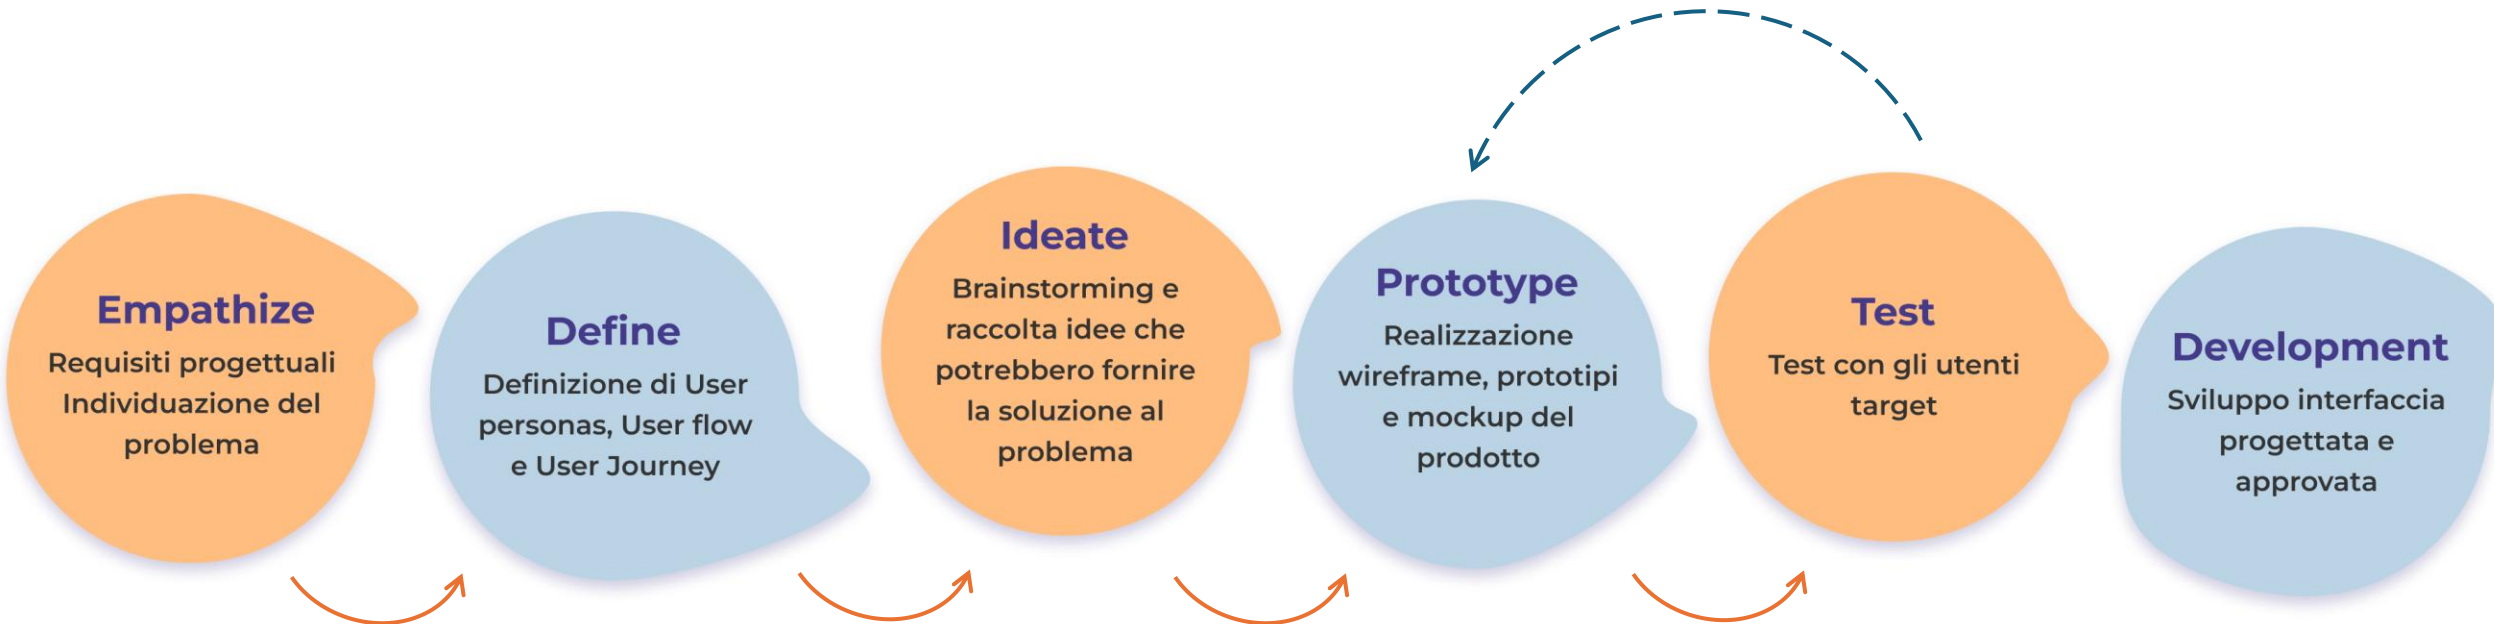 Empathize
Requisiti progettuali
Individuazione del
problema
Define
Definizione di User
personas, User flow
e User Journey
Ideate
Brainstorming e
raccolta idee che
potrebbero fornire
la soluzione al
problema
Prototype
Realizzazione
wireframe, prototipi
e mockup del
prodotto
Test
Test con gli utenti
target
Development
Sviluppo interfaccia
progettata e
approvata